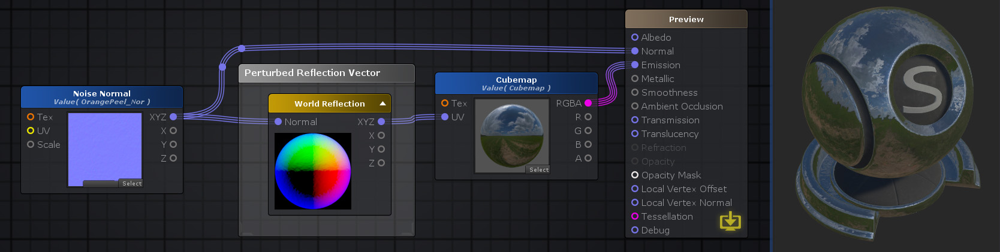 Noise Normal
Value( OrangePeel_Nor )
Tex
UV
Scale
XYZ
X
Y
Z
Select
Perturbed Reflection Vector
World Reflection
Normal
XYZ
X
Y
Z
Cubemap
Value( Cubemap )
Tex
UV
RGBA
R
G
B
A
Select
Preview
Albedo
Normal
Emission
Metallic
Smoothness
Ambient Occlusion
Transmission
Translucency
Refraction
Opacity
Opacity Mask
Local Vertex Offset
Local Vertex Normal
Tessellation
Debug
S